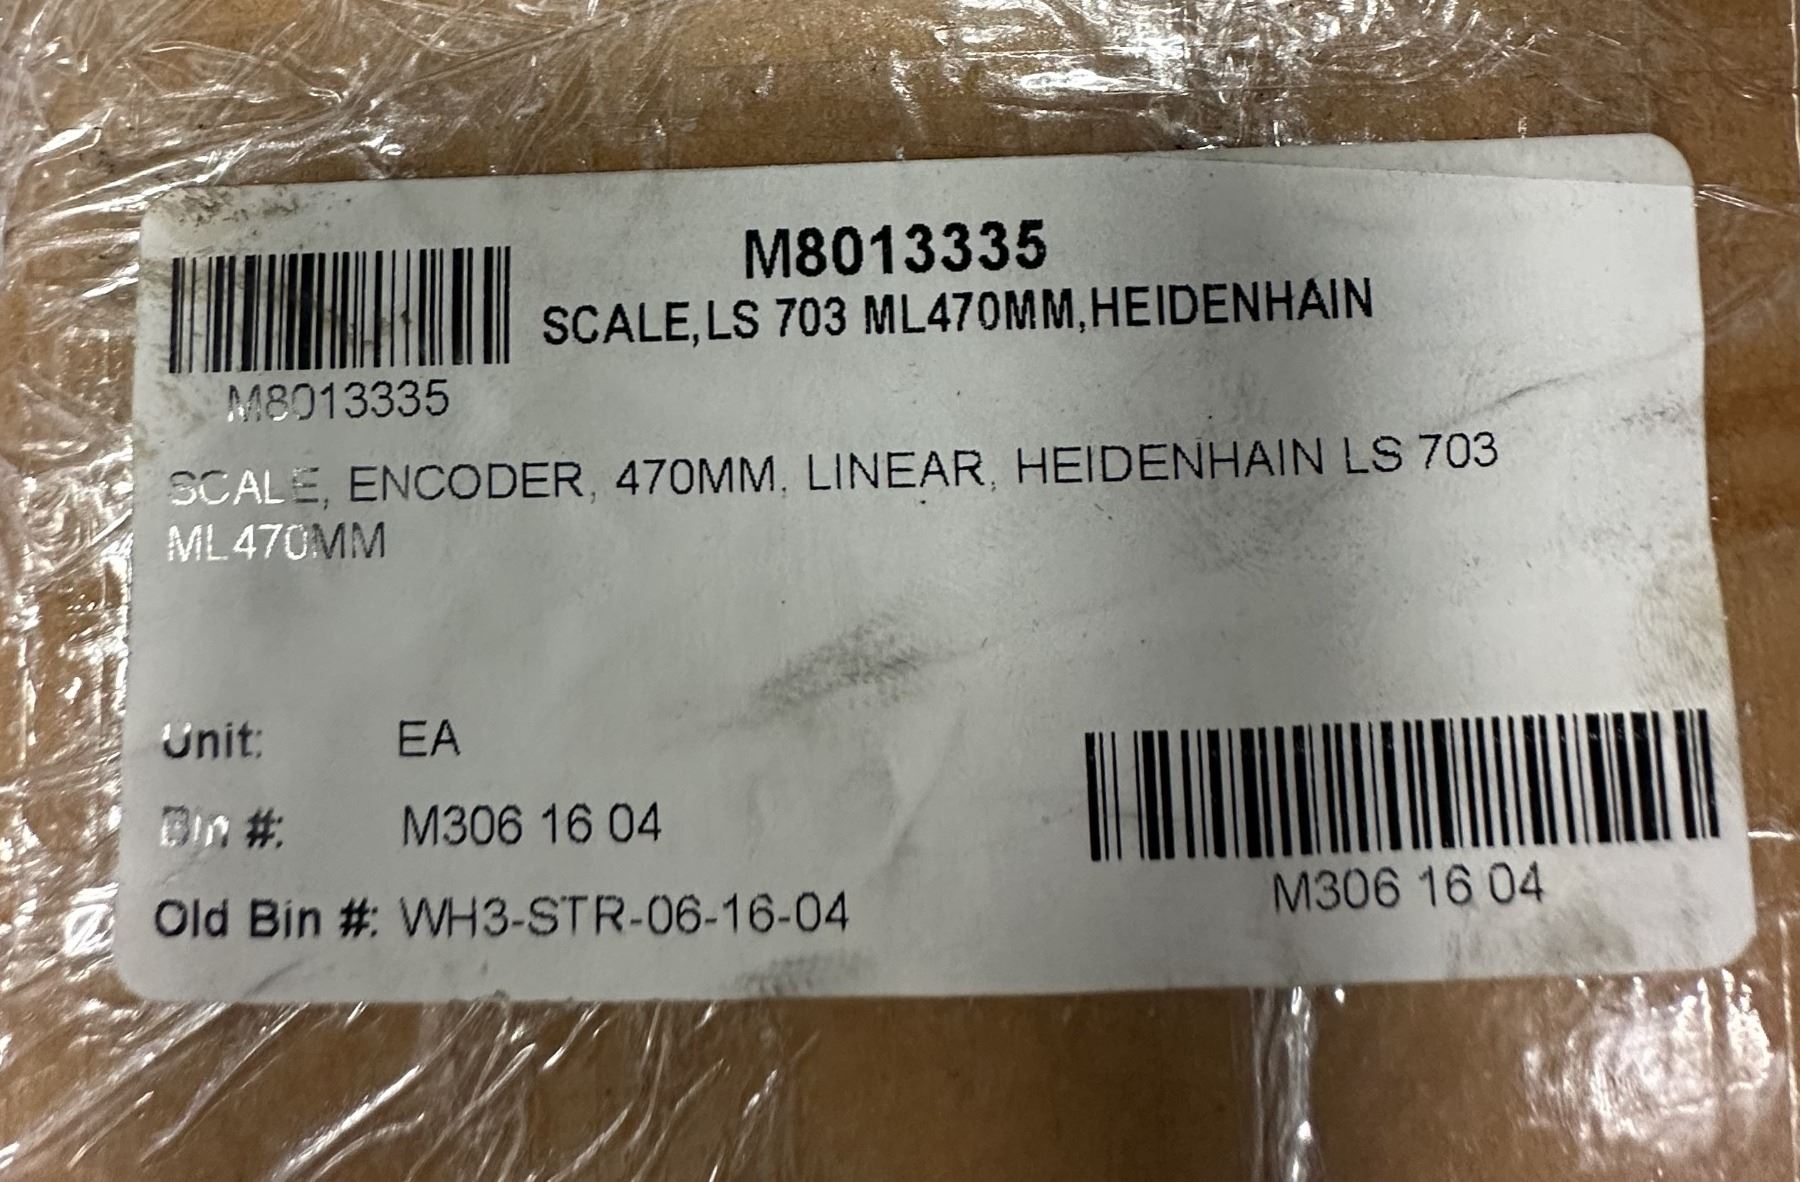 M8013335
SCALE,LS 703 ML470MM,HEIDENHAIN
M8013335
SCALE, ENCODER, 470MM, LINEAR, HEIDENHAIN LS 703
ML470MM
Unit: EA
Bin #: M306 16 04
Old Bin #: WH3-STR-06-16-04
M306 16 04